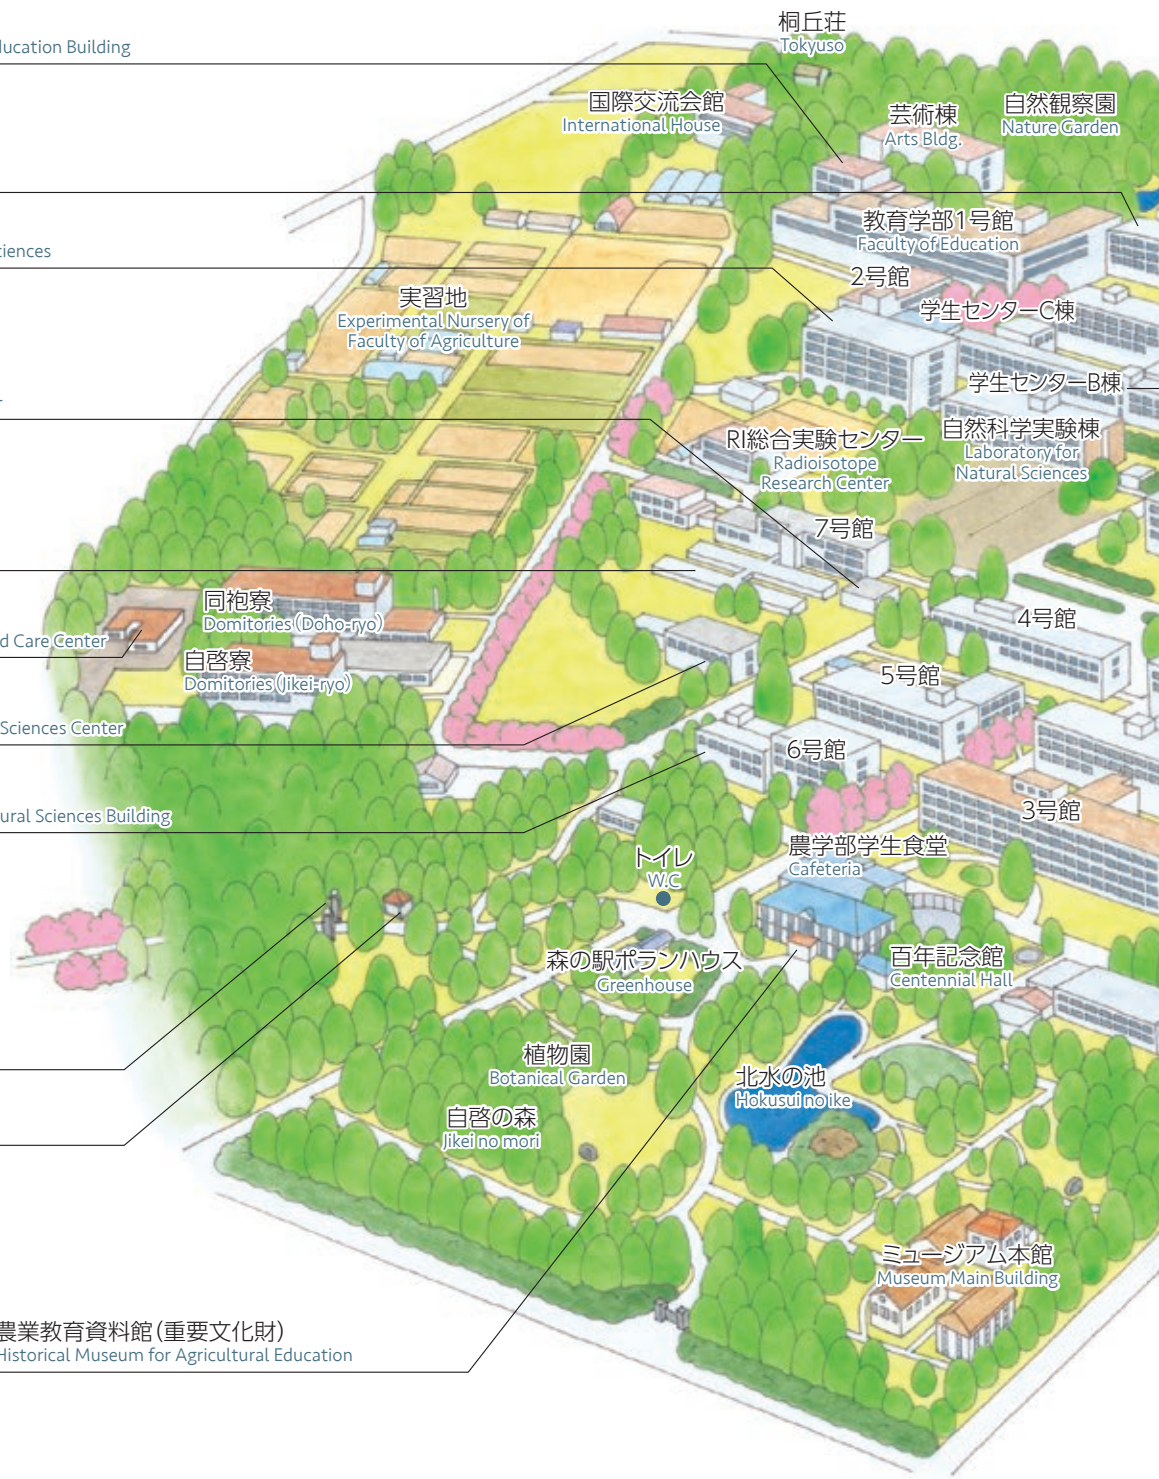 桐丘荘
Tokyuso
ducation Building
国際交流会館
International House
芸術棟
Arts Bldg.
自然観察園
Nature Garden
教育学部1号館
Faculty of Education
ciences
2号館
学生センターC棟
実習地
Experimental Nursery of
Faculty of Agriculture
学生センターB棟
RI総合実験センター
Radioisotope
Research Center
自然科学実験棟
Laboratory for
Natural Sciences
7号館
同袍寮
Domitories (Doho-ryo)
4号館
d Care Center
自啓寮
Domitories (Jikei-ryo)
5号館
Sciences Center
6号館
ural Sciences Building
3号館
トイレ
W.C
農学部学生食堂
Cafeteria
森の駅ポランハウス
Greenhouse
百年記念館
Centennial Hall
植物園
Botanical Garden
北水の池
Hokusui no ike
自啓の森
Jikei no mori
ミュージアム本館
Museum Main Building
農業教育資料館(重要文化財)
Historical Museum for Agricultural Education